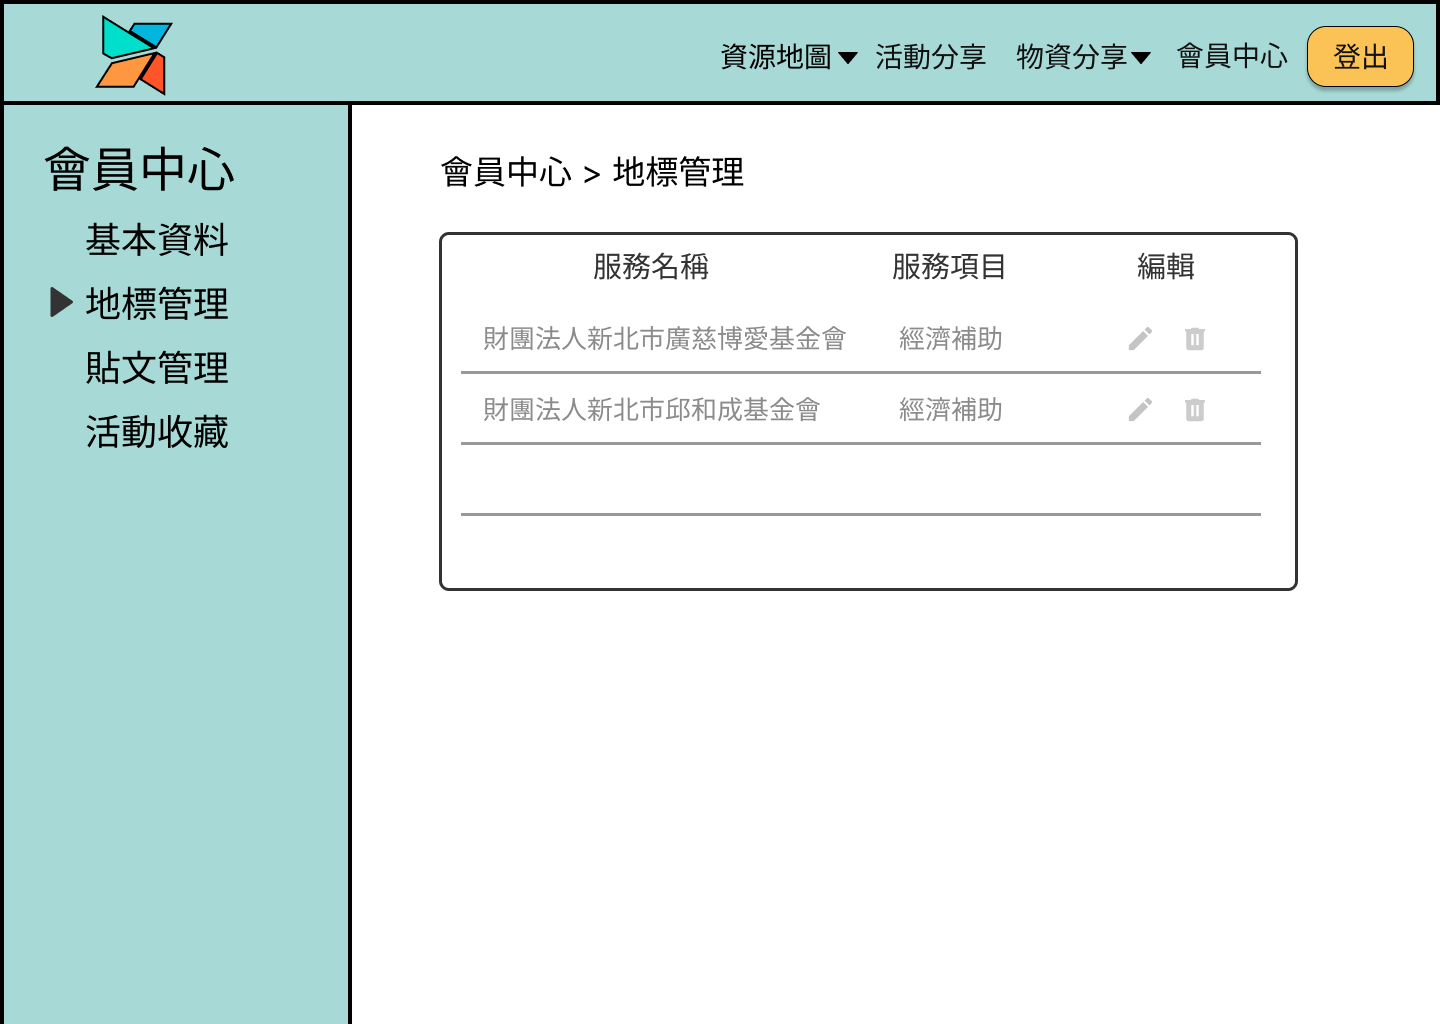 資源地圖 活動分享 物資分享 會員中心 登出
會員中心
基本資料
地標管理
貼文管理
活動收藏
會員中心 > 地標管理
服務名稱 服務項目 編輯
財團法人新北市廣慈博愛基金會 經濟補助
財團法人新北市邱和成基金會 經濟補助